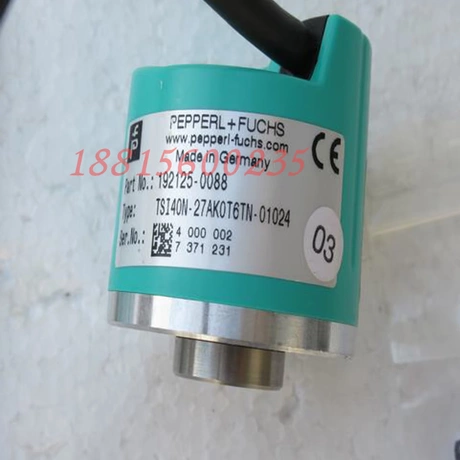 PEPPERL+FUCHS
www.pepperl-fuchs.com
Made in Germany
18815600235
Part No.: 192125-0088
Type: TSI40N-27AK0T6TN-01024
Ser.No.: 4 000 002
7 371 231
CE
03